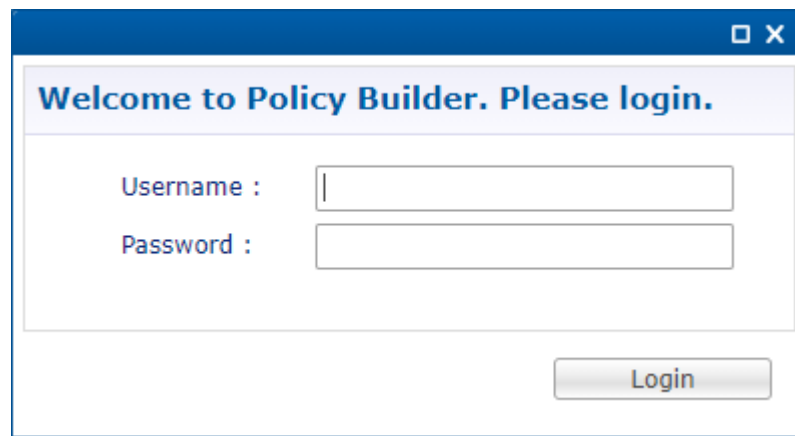 Welcome to Policy Builder. Please login.
Username :
Password :
Login